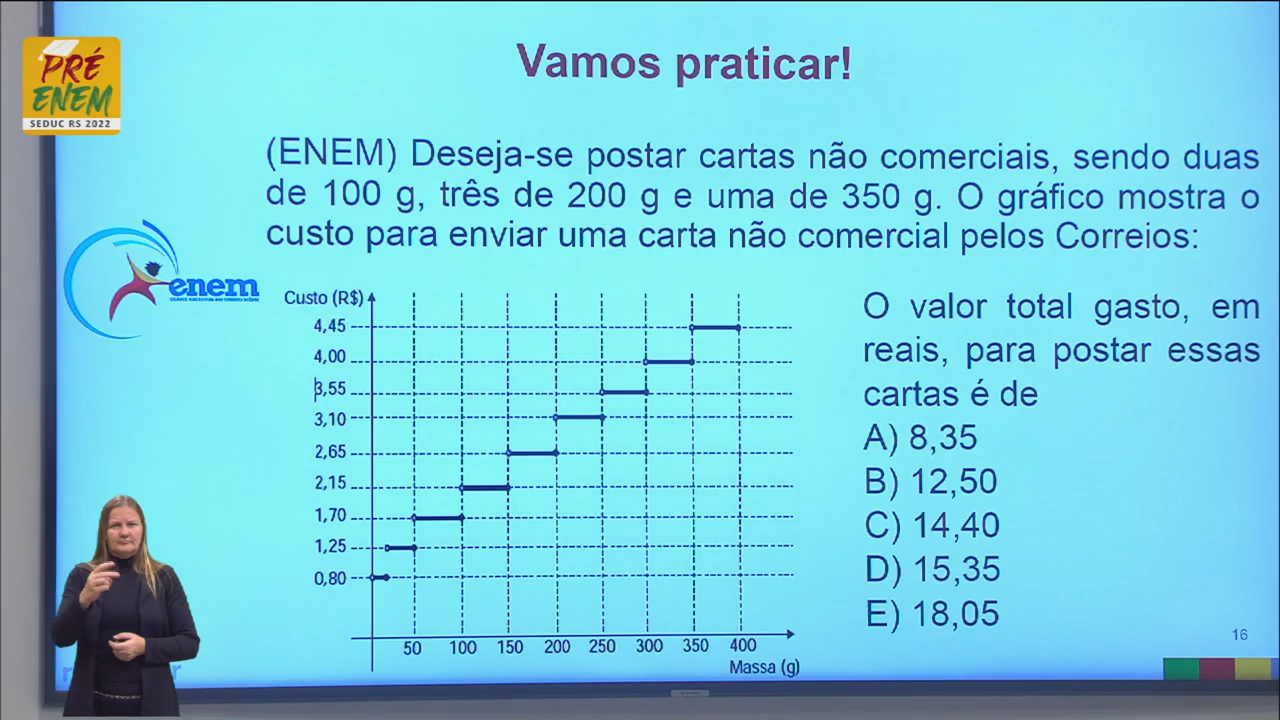 PRÉ
ENEM
SEDUC RS 2022
Vamos praticar!
(ENEM) Deseja-se postar cartas não comerciais, sendo duas
de 100 g, três de 200 g e uma de 350 g. O gráfico mostra o
custo para enviar uma carta não comercial pelos Correios:
enem
Custo (R$)
4,45
4,00
3,55
3,10
2,65
2,15
1,70
1,25
0,80
50 100 150 200 250 300 350 400
Massa (g)
O valor total gasto, em
reais, para postar essas
cartas é de
A) 8,35
B) 12,50
C) 14,40
D) 15,35
E) 18,05
16